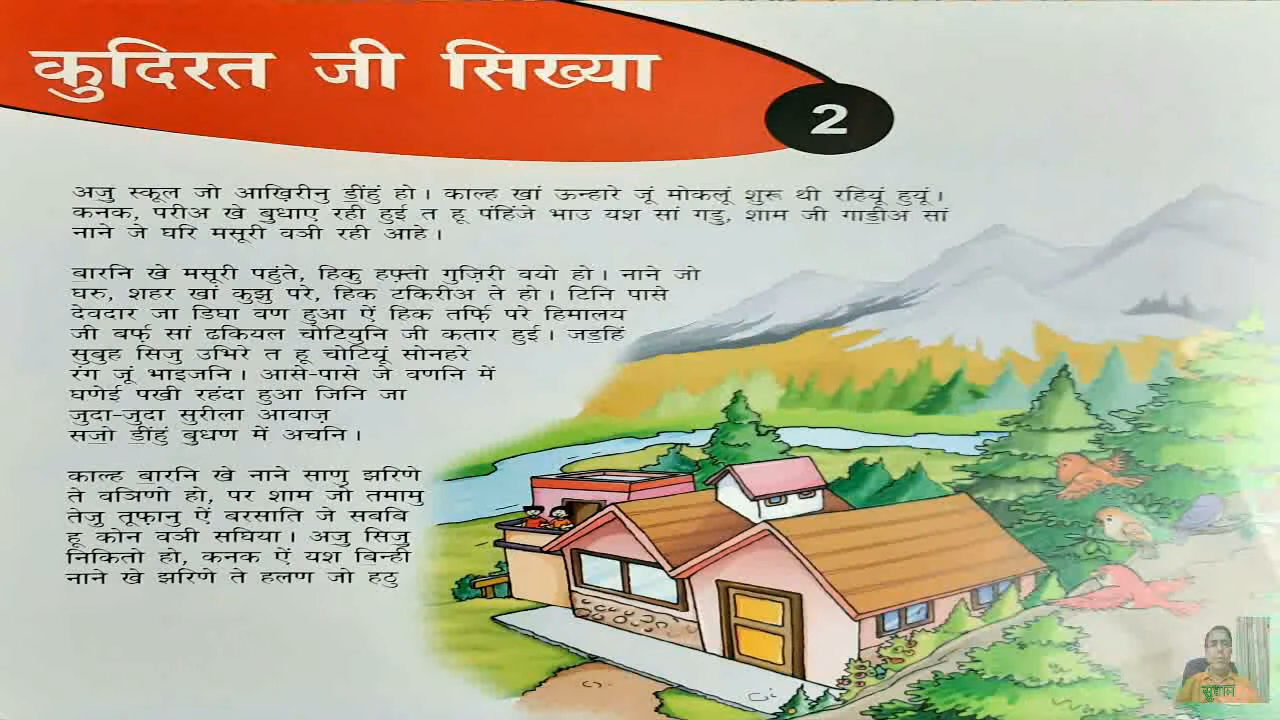 कुदिरत जी सिख्या
2
अजु स्कूल जो आख़िरीनु ॾींहुं हो। काल्ह खां ऊन्हारे जूं मोकलूं शुरू थी रहियूं हुयूं।
कनक, परीअ खे ॿुधाए रही हुई त हू पंहिंजे भाउ यश सां गॾु, शाम जी गाॾीअ सां
नाने जे घरि मसूरी वञी रही आहे।
ॿारनि खे मसूरी पहुंते, हिकु हफ़्तो गुज़िरी वयो हो। नाने जो
घरु, शहर खां कुझु परे, हिक टकिरीअ ते हो। टिनि पासे
देवदार जा डिघा वण हुआ ऐं हिक तर्फ़ि परे हिमालय
जी बर्फ़ सां ढकियल चोटियुनि जी कतार हुई। जॾहिं
सुबुह सिजु उभिरे त हू चोटियूं सोनहरे
रंग जूं भाइजनि। आसे-पासे जे वणनि में
घणेई पखी रहंदा हुआ जिनि जा
जुदा-जुदा सुरीला आवाज़
सजो ॾींहुं ॿुधण में अचनि।
काल्ह ॿारनि खे नाने साणु झरिणे
ते वञिणो हो, पर शाम जो तमामु
तेजु तूफ़ानु ऐं बरसाति जे सबबि
हू कोन वञी सघिया। अजु सिजु
निकितो हो, कनक ऐं यश बिन्ही
नाने खे झरिणे ते हलण जो हठु